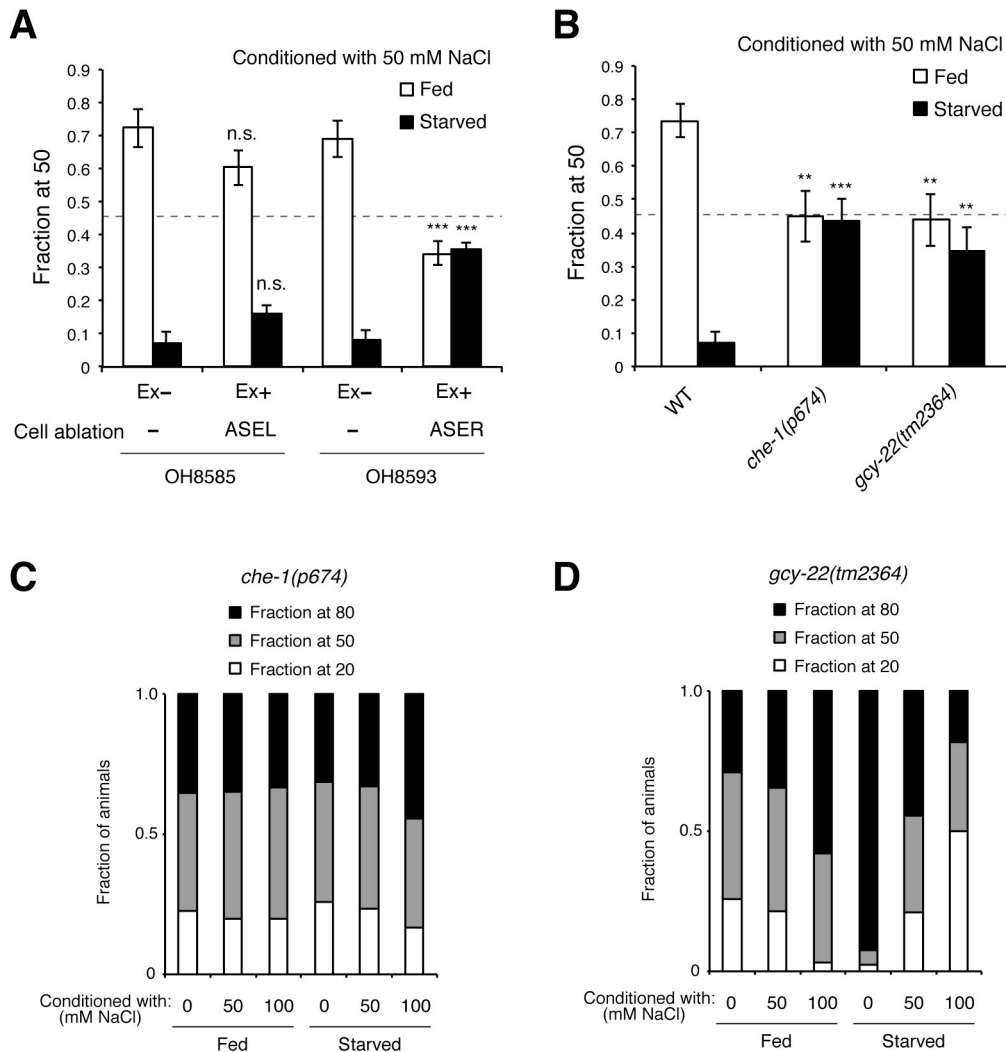 A
Conditioned with 50 mM NaCl
Fed
Starved
Fraction at 50
0.9
0.8
0.7
0.6
0.5
0.4
0.3
0.2
0.1
0
n.s.
n.s.
*** ***
Ex− Ex+ Ex− Ex+
Cell ablation − ASEL − ASER
OH8585 OH8593
B
Conditioned with 50 mM NaCl
Fed
Starved
Fraction at 50
0.9
0.8
0.7
0.6
0.5
0.4
0.3
0.2
0.1
0
** *** ** **
WT
che-1(p674)
gcy-22(tm2364)
C
che-1(p674)
Fraction at 80
Fraction at 50
Fraction at 20
Fraction of animals
1.0
0.5
0
Conditioned with: 0 50 100 0 50 100
(mM NaCl)
Fed Starved
D
gcy-22(tm2364)
Fraction at 80
Fraction at 50
Fraction at 20
Fraction of animals
1.0
0.5
0
Conditioned with: 0 50 100 0 50 100
(mM NaCl)
Fed Starved